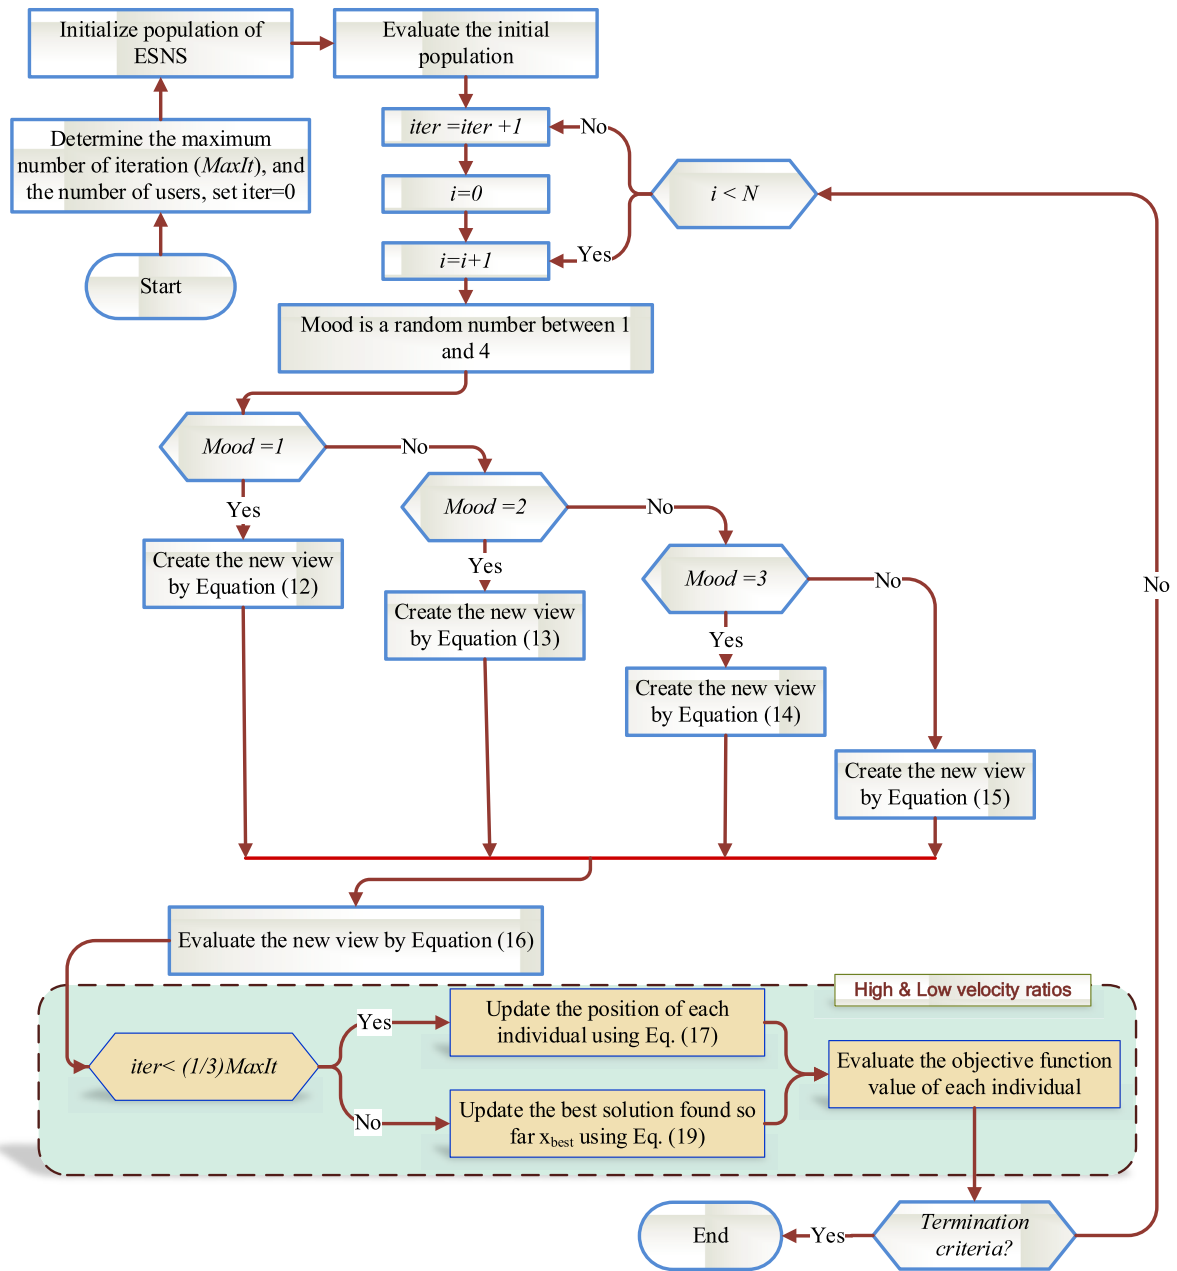 Initialize population of
ESNS
Evaluate the initial
population
Determine the maximum
number of iteration (MaxIt), and
the number of users, set iter=0
Start
iter =iter +1
No
i=0
i < N
i=i+1
Yes
Mood is a random number between 1
and 4
Mood =1
No
Yes
Mood =2
No
Create the new view
by Equation (12)
Yes
Mood =3
No
No
Create the new view
by Equation (13)
Yes
Create the new view
by Equation (14)
Create the new view
by Equation (15)
Evaluate the new view by Equation (16)
High & Low velocity ratios
iter< (1/3)MaxIt
Yes
Update the position of each
individual using Eq. (17)
Evaluate the objective function
value of each individual
No
Update the best solution found so
far xbest using Eq. (19)
End
Yes
Termination
criteria?